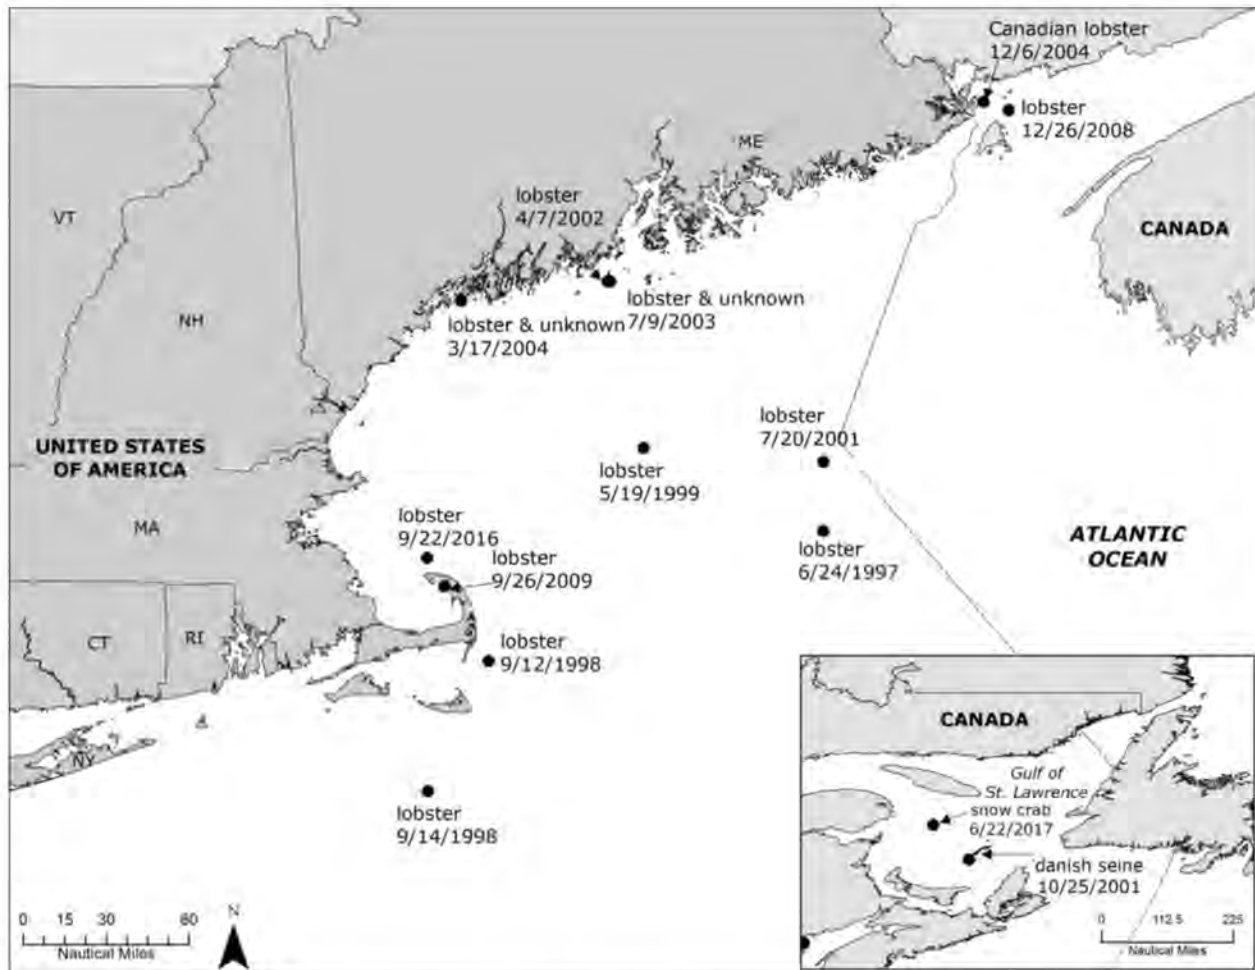 Canadian lobster
12/6/2004
lobster
12/26/2008
ME
lobster
4/7/2002
VT
CANADA
lobster & unknown
7/9/2003
NH
lobster & unknown
3/17/2004
lobster
7/20/2001
UNITED STATES
OF AMERICA
lobster
5/19/1999
MA
lobster
9/22/2016
ATLANTIC
OCEAN
lobster
6/24/1997
lobster
9/26/2009
CT
RI
lobster
9/12/1998
NY
lobster
9/14/1998
CANADA
Gulf of
St. Lawrence
snow crab
6/22/2017
danish seine
10/25/2001
N
0 15 30 60
Nautical Miles
0 112.5 225
Nautical Miles